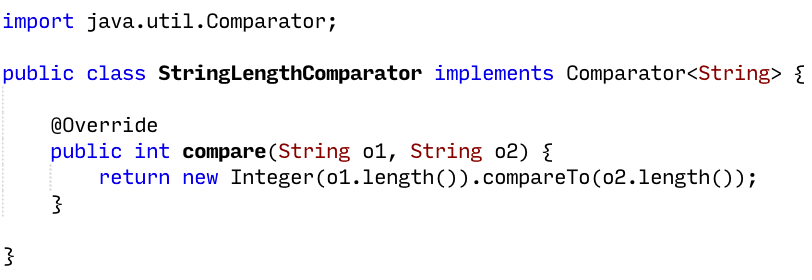 import java.util.Comparator;
public class StringLengthComparator implements Comparator<String> {
@Override
public int compare(String o1, String o2) {
return new Integer(o1.length()).compareTo(o2.length());
}
}